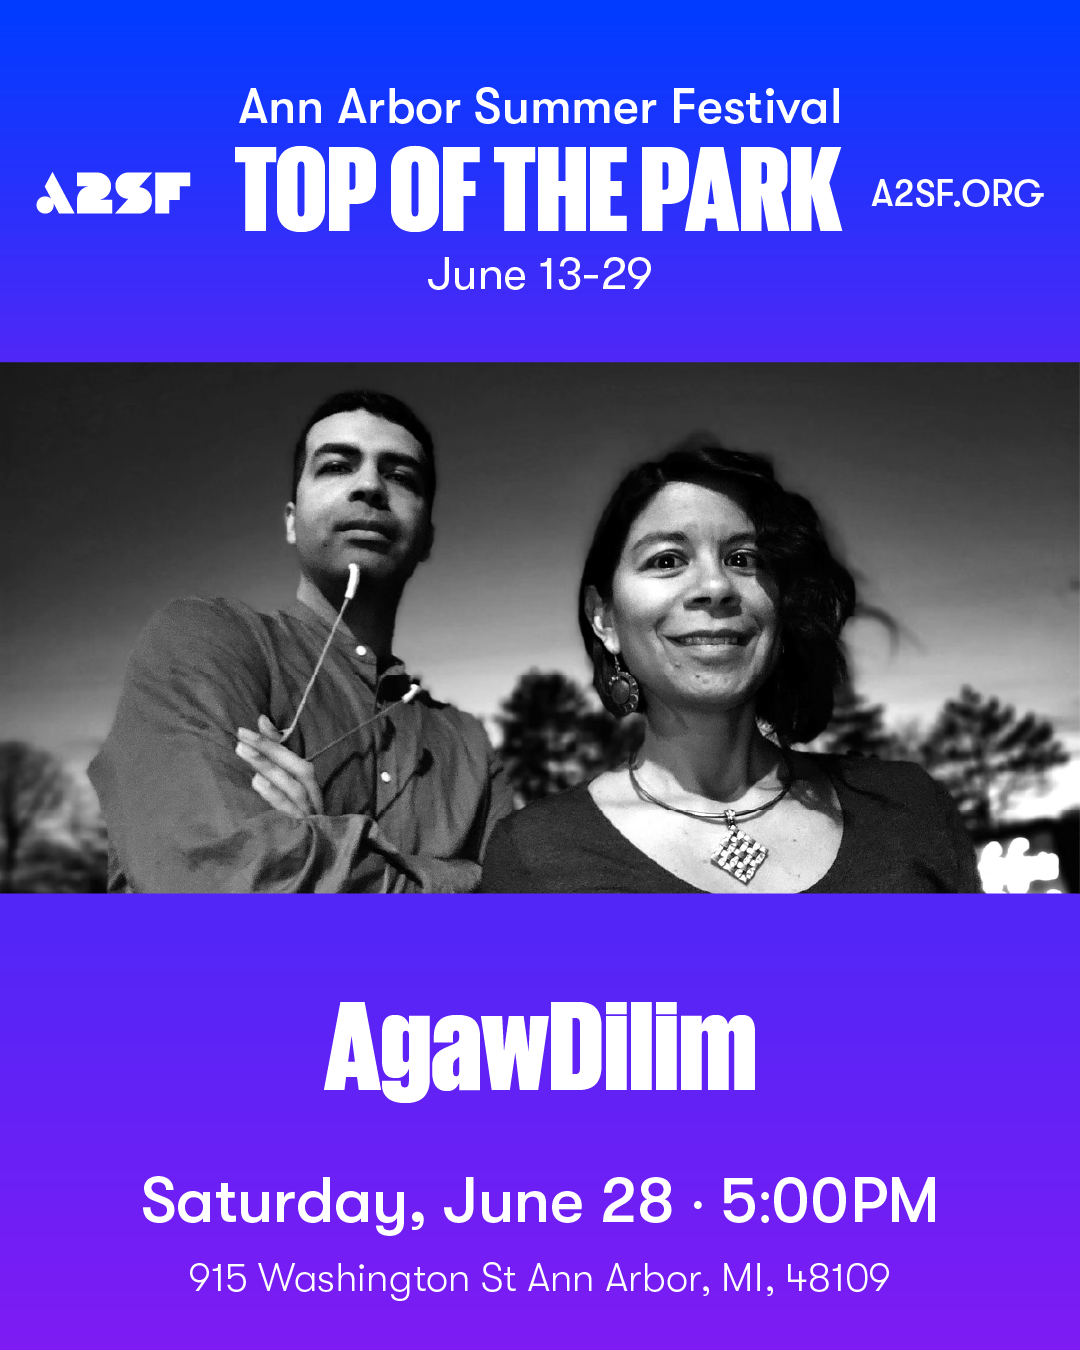 Ann Arbor Summer Festival
A2SF
TOP OF THE PARK
A2SF.ORG
June 13-29
AgawDilim
Saturday, June 28 · 5:00PM
915 Washington St Ann Arbor, MI, 48109